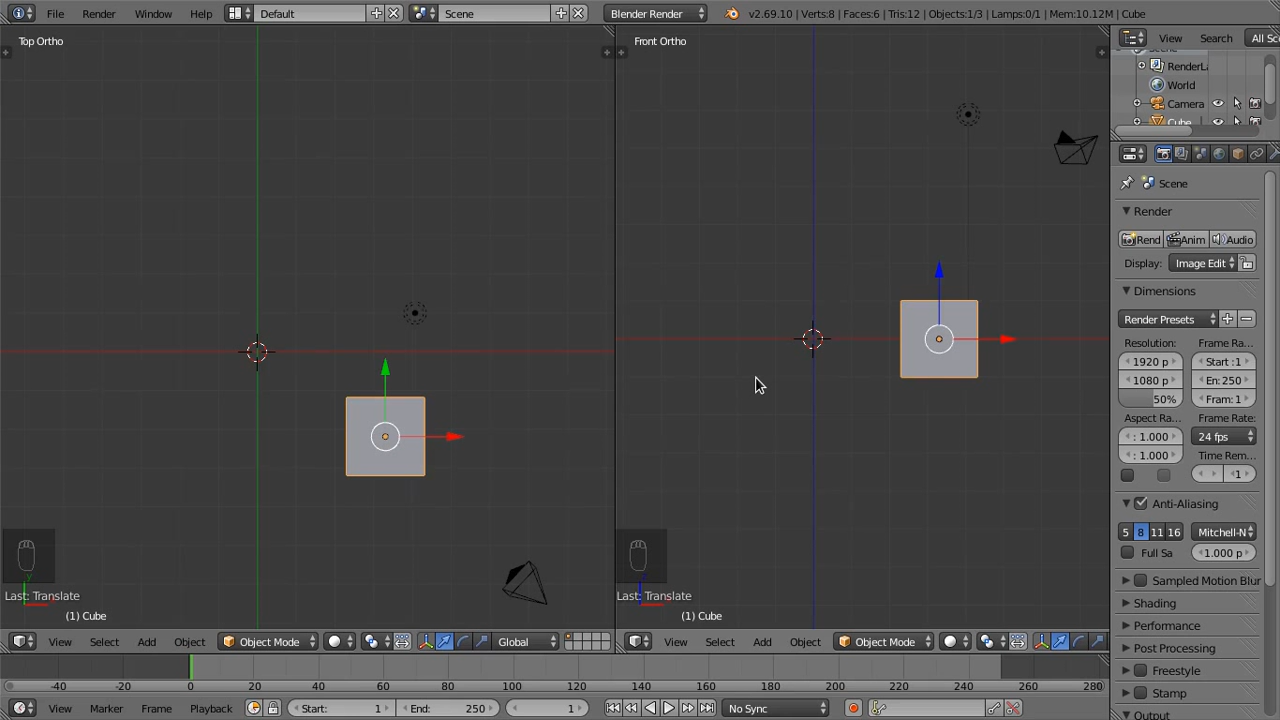 File Render Window Help Default Scene Blender Render v2.69.10 | Verts:8 | Faces:6 | Tris:12 | Objects:1/3 | Lamps:0/1 | Mem:10.12M | Cube
Top Ortho
Front Ortho
View Search All Sc
Scene
RenderLa
World
Camera
Cube
Scene
Render
Rend Anim Audio
Display: Image Edit
Dimensions
Render Presets
Resolution: Frame Ra...
1920 p Start :1
1080 p En: 250
50% Fram: 1
Aspect Ra... Frame Rate:
: 1.000 24 fps
: 1.000 Time Rem...
1
Anti-Aliasing
5 8 11 16 Mitchell-N
Full Sa 1.000 p
Sampled Motion Blur
Shading
Performance
Post Processing
Freestyle
Stamp
Output
Last: Translate
(1) Cube
Last: Translate
(1) Cube
View Select Add Object Object Mode Global
View Select Add Object Object Mode
-40 -20 0 20 40 60 80 100 120 140 160 180 200 220 240 260 280
View Marker Frame Playback Start: 1 End: 250 1 No Sync